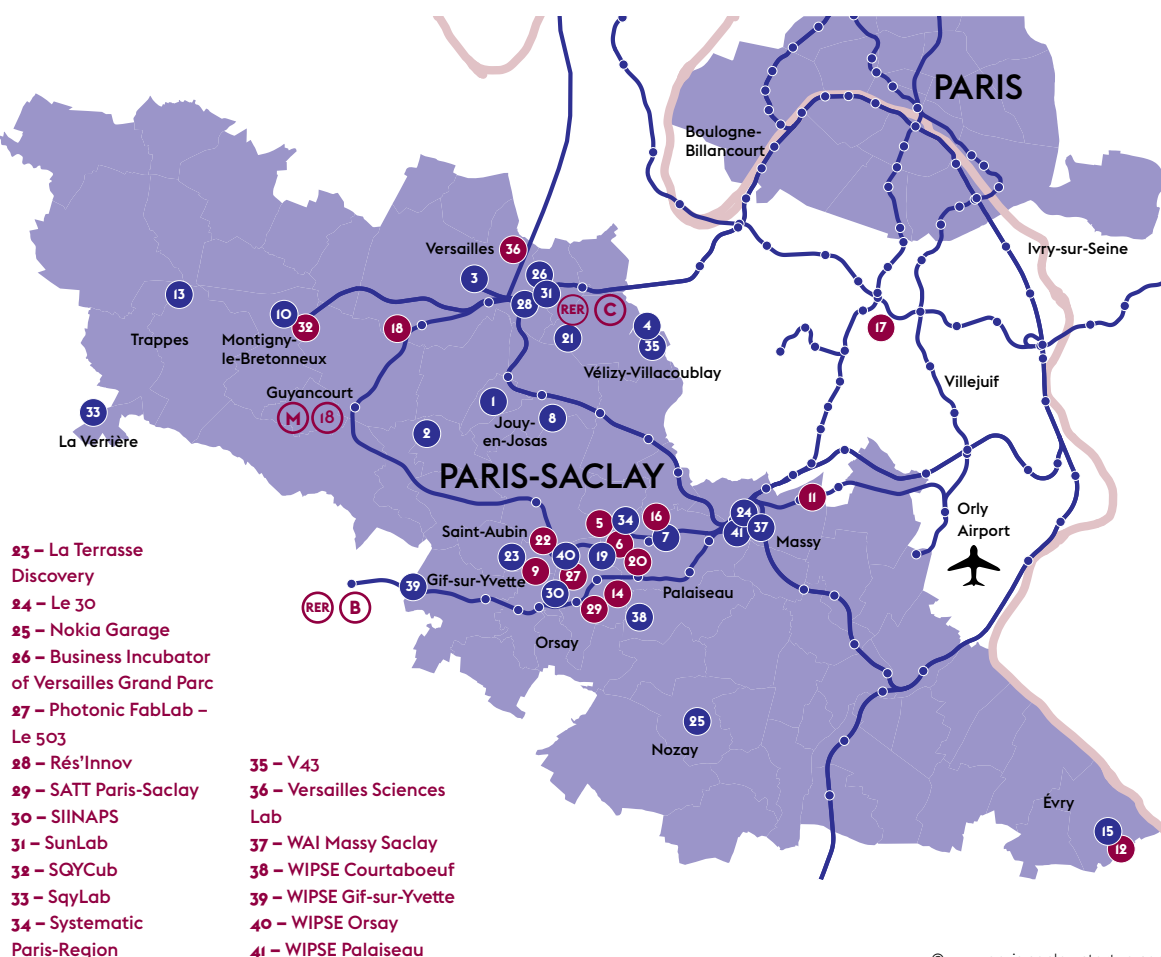 PARIS
Boulogne-
Billancourt
Ivry-sur-Seine
Versailles
36
3
26
31
28
RER
C
13
10
32
18
21
4
35
17
Trappes
Montigny-
le-Bretonneux
Vélizy-Villacoublay
Villejuif
Guyancourt
M
18
33
La Verrière
1
8
2
Jouy-
en-Josas
PARIS-SACLAY
11
Orly
Airport
Saint-Aubin
5
34
16
24
41
37
Massy
22
6
7
23
40
19
20
9
27
Gif-sur-Yvette
39
RER
B
30
14
29
38
Palaiseau
Orsay
25
Nozay
Évry
15
12
23 – La Terrasse
Discovery
24 – Le 30
25 – Nokia Garage
26 – Business Incubator
of Versailles Grand Parc
27 – Photonic FabLab –
Le 503
28 – Rés'Innov
29 – SATT Paris-Saclay
30 – SIINAPS
31 – SunLab
32 – SQYCub
33 – SqyLab
34 – Systematic
Paris-Region
35 – V43
36 – Versailles Sciences
Lab
37 – WAI Massy Saclay
38 – WIPSE Courtaboeuf
39 – WIPSE Gif-sur-Yvette
40 – WIPSE Orsay
41 – WIPSE Palaiseau